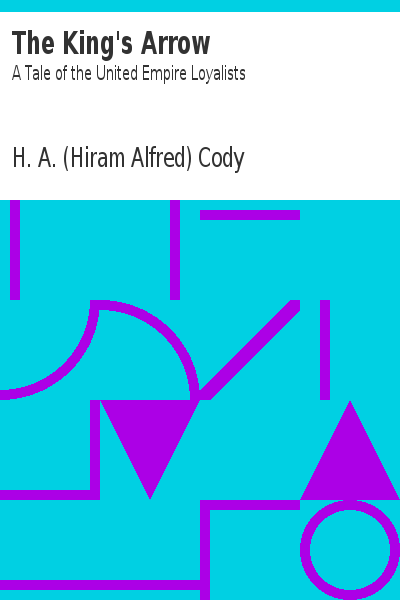 The King's Arrow
A Tale of the United Empire Loyalists
H. A. (Hiram Alfred) Cody